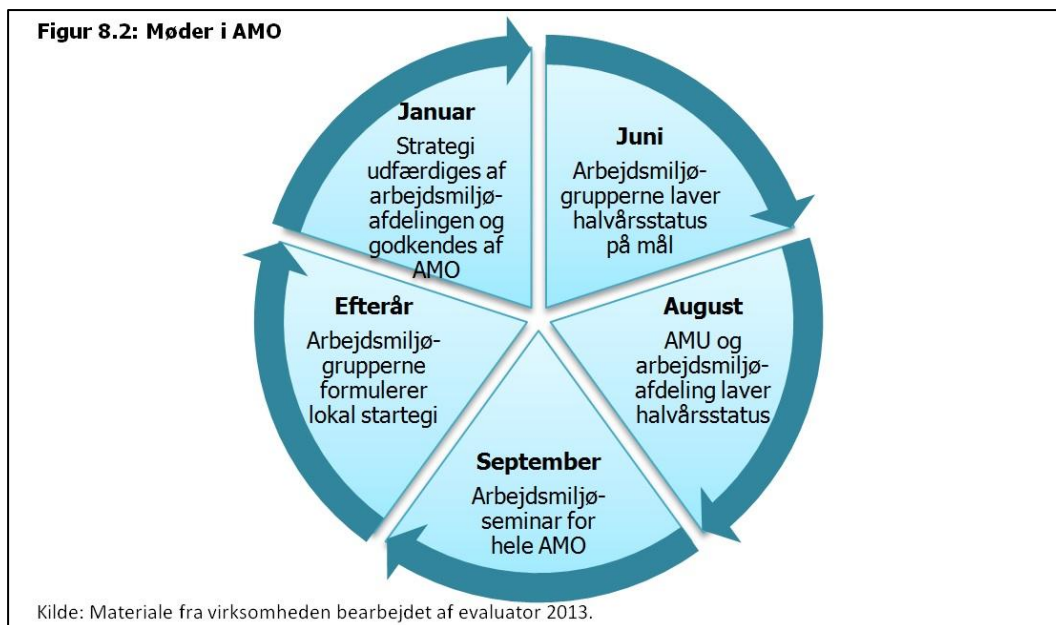 Figur 8.2: Møder i AMO
Januar
Strategi
udfærdiges af
arbejdsmiljø-
afdelingen og
godkendes af
AMO
Juni
Arbejdsmiljø-
grupperne laver
halvårsstatus
på mål
August
AMU og
arbejdsmiljø-
afdeling laver
halvårsstatus
September
Arbejdsmiljø-
seminar for
hele AMO
Efterår
Arbejdsmiljø-
grupperne
formulerer
lokal startegi
Kilde: Materiale fra virksomheden bearbejdet af evaluator 2013.